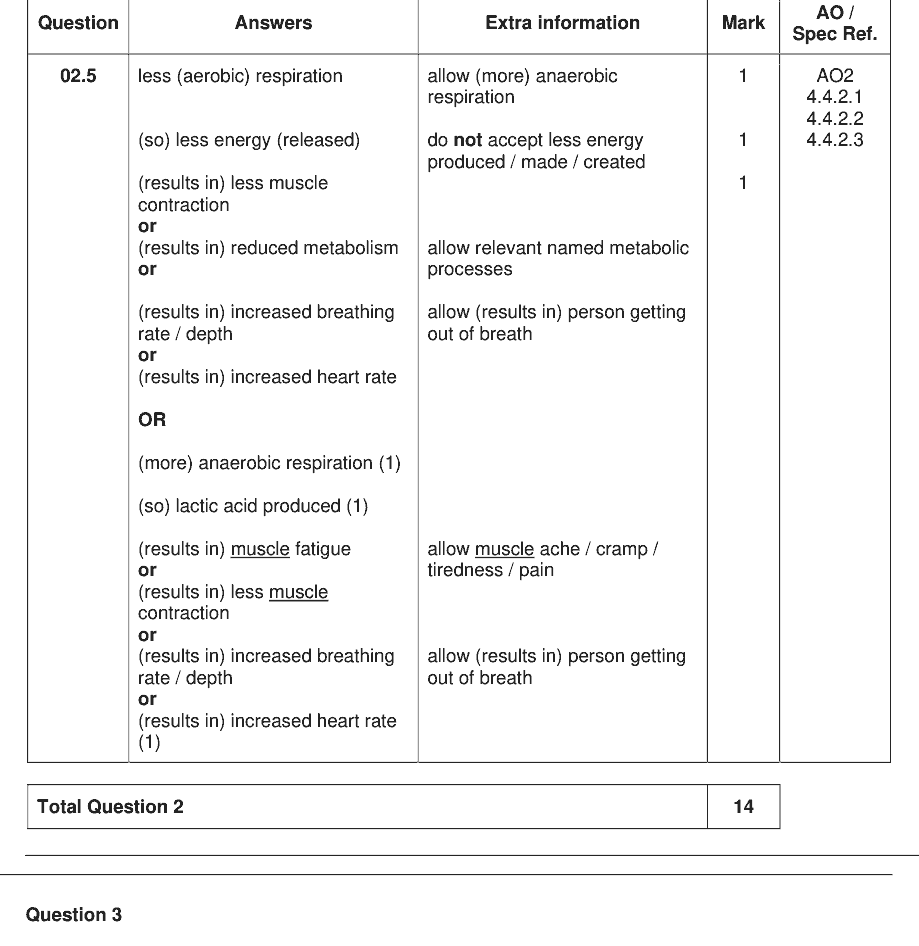 Question Answers Extra information Mark AO /
Spec Ref.
02.5 less (aerobic) respiration allow (more) anaerobic 1 AO2
respiration 4.4.2.1
4.4.2.2
(so) less energy (released) do not accept less energy 1 4.4.2.3
produced / made / created
(results in) less muscle 1
contraction
or
(results in) reduced metabolism allow relevant named metabolic
or processes
(results in) increased breathing allow (results in) person getting
rate / depth out of breath
or
(results in) increased heart rate
OR
(more) anaerobic respiration (1)
(so) lactic acid produced (1)
(results in) muscle fatigue allow muscle ache / cramp /
or tiredness / pain
(results in) less muscle
contraction
or
(results in) increased breathing allow (results in) person getting
rate / depth out of breath
or
(results in) increased heart rate
(1)
Total Question 2 14
Question 3